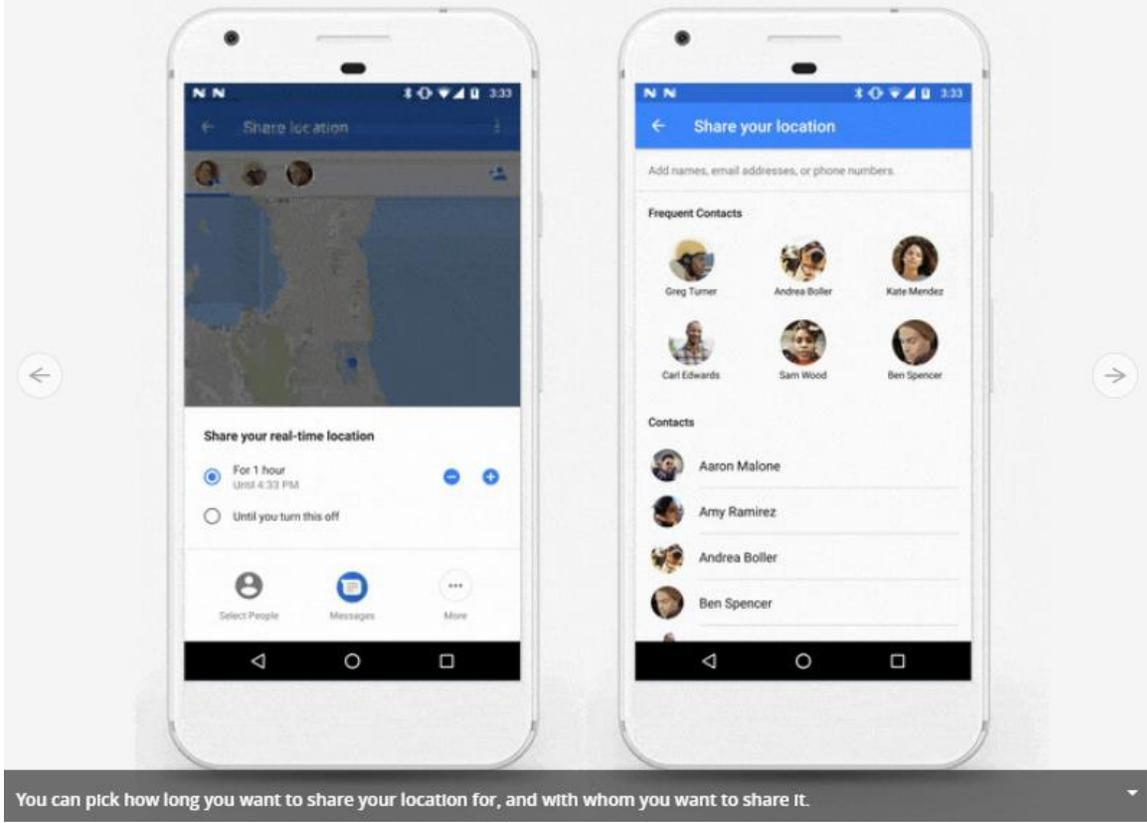 N N 3:33
Share location
Share your real-time location
For 1 hour
Until 4:33 PM
Until you turn this off
Select People Messages More
N N 3:33
Share your location
Add names, email addresses, or phone numbers.
Frequent Contacts
Greg Turner Andrea Boller Kate Mendez
Carl Edwards Sam Wood Ben Spencer
Contacts
Aaron Malone
Amy Ramirez
Andrea Boller
Ben Spencer
You can pick how long you want to share your location for, and with whom you want to share it.